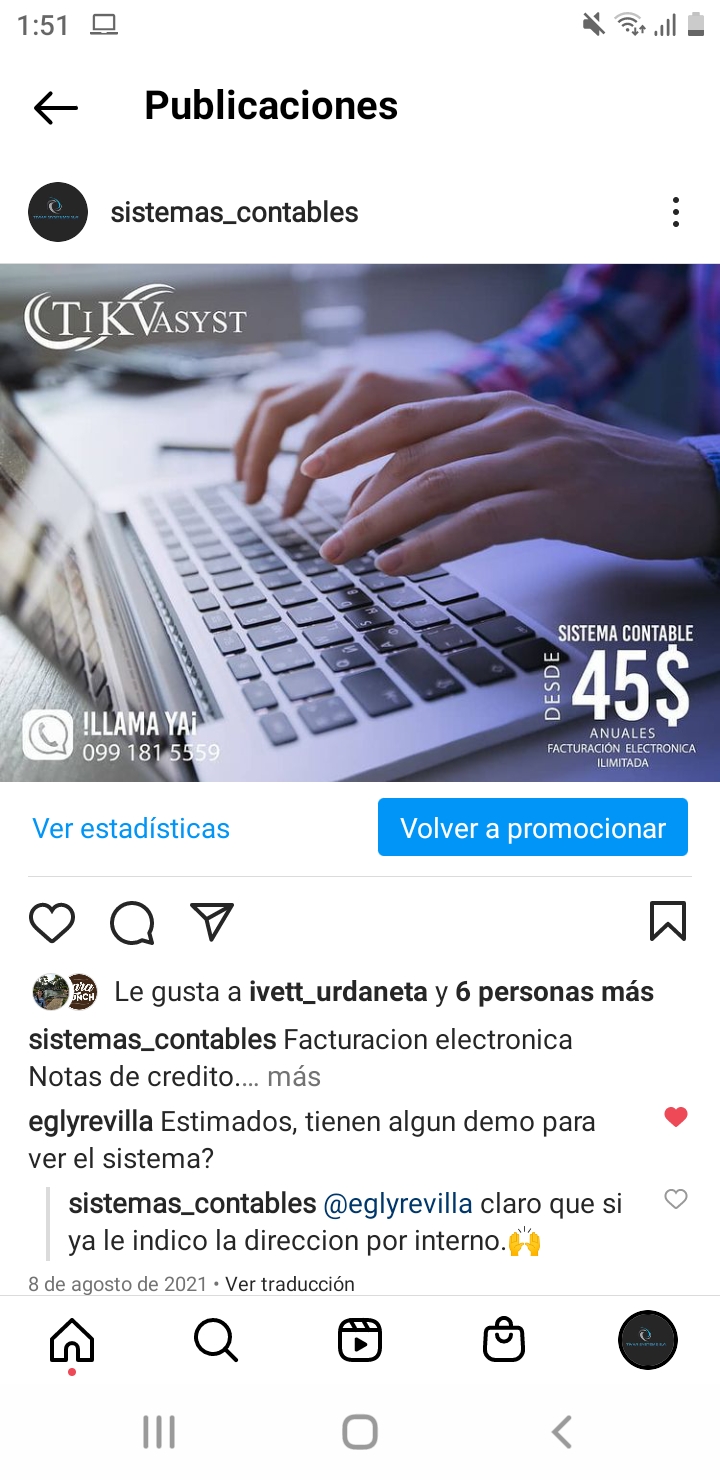 1:51
Publicaciones
sistemas_contables
TIKVASYST
SISTEMA CONTABLE
DESDE
45$
ANUALES
FACTURACIÓN ELECTRONICA
ILIMITADA
!LLAMA YA¡
099 181 5559
Ver estadísticas
Volver a promocionar
Le gusta a ivett_urdaneta y 6 personas más
sistemas_contables Facturacion electronica
Notas de credito.... más
eglyrevilla Estimados, tienen algun demo para
ver el sistema?
sistemas_contables @eglyrevilla claro que si
ya le indico la direccion por interno.🙌
8 de agosto de 2021 • Ver traducción